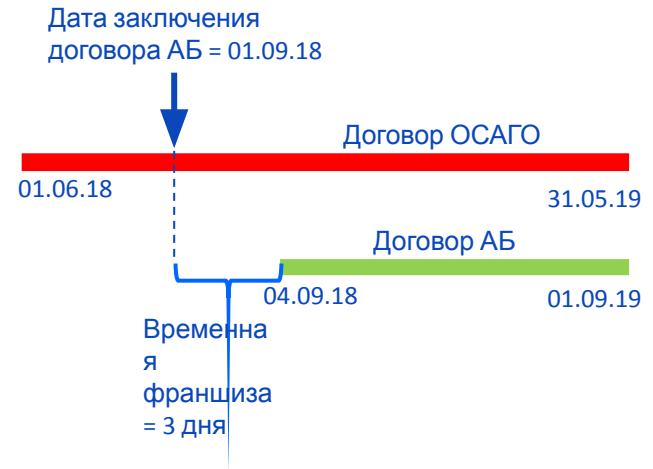 Дата заключения
договора АБ = 01.09.18
Договор ОСАГО
01.06.18
31.05.19
Договор АБ
04.09.18
01.09.19
Временна
я
франшиза
= 3 дня